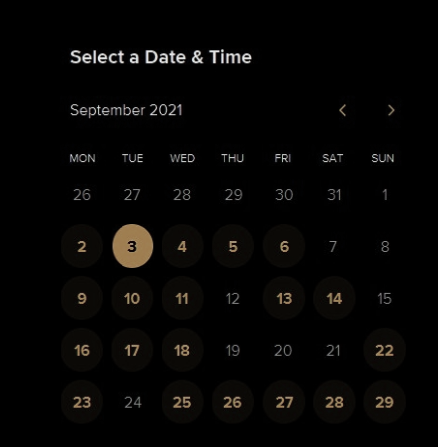 Select a Date & Time
September 2021
MON TUE WED THU FRI SAT SUN
26 27 28 29 30 31 1
2 3 4 5 6 7 8
9 10 11 12 13 14 15
16 17 18 19 20 21 22
23 24 25 26 27 28 29